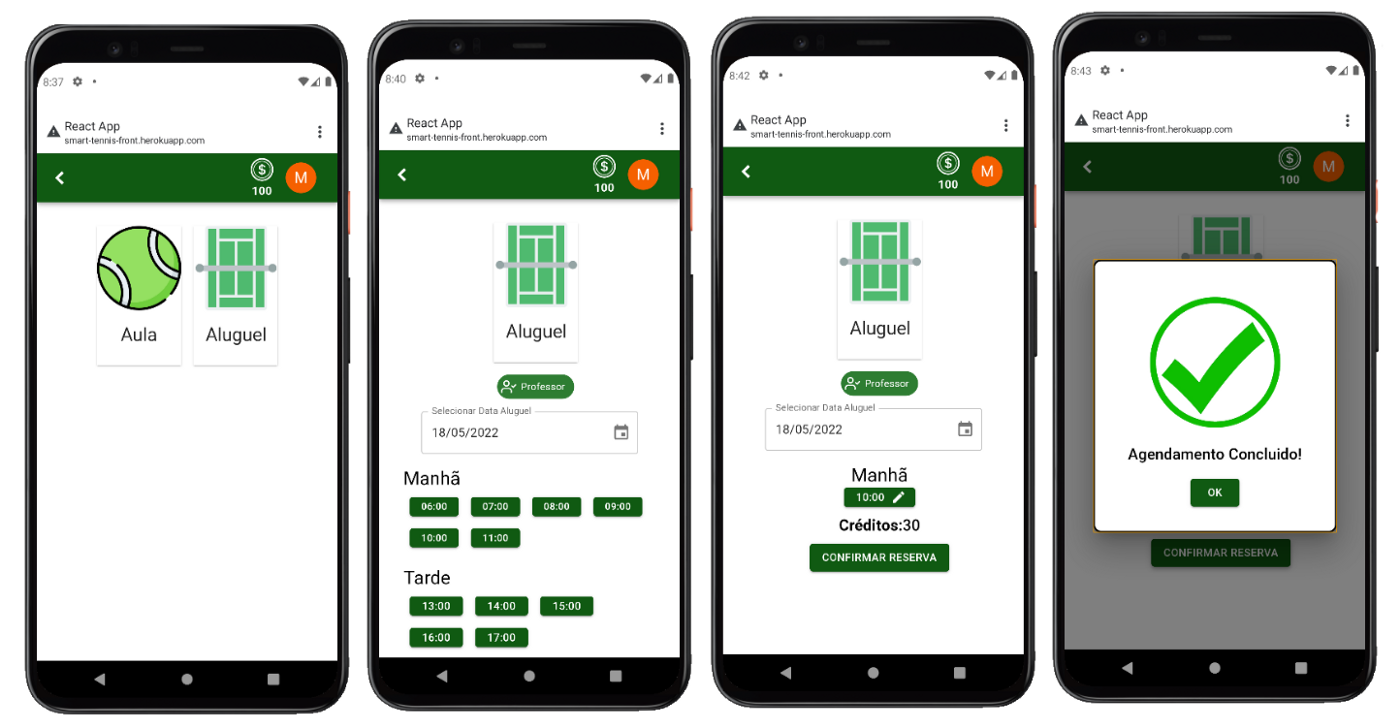 8:37
React App
smart-tennis-front.herokuapp.com
$
100
M
Aula
Aluguel
8:40
React App
smart-tennis-front.herokuapp.com
$
100
M
Aluguel
Professor
Selecionar Data Aluguel
18/05/2022
Manhã
06:00 07:00 08:00 09:00
10:00 11:00
Tarde
13:00 14:00 15:00
16:00 17:00
8:42
React App
smart-tennis-front.herokuapp.com
$
100
M
Aluguel
Professor
Selecionar Data Aluguel
18/05/2022
Manhã
10:00
Créditos:30
CONFIRMAR RESERVA
8:43
React App
smart-tennis-front.herokuapp.com
$
100
M
Agendamento Concluido!
OK
CONFIRMAR RESERVA